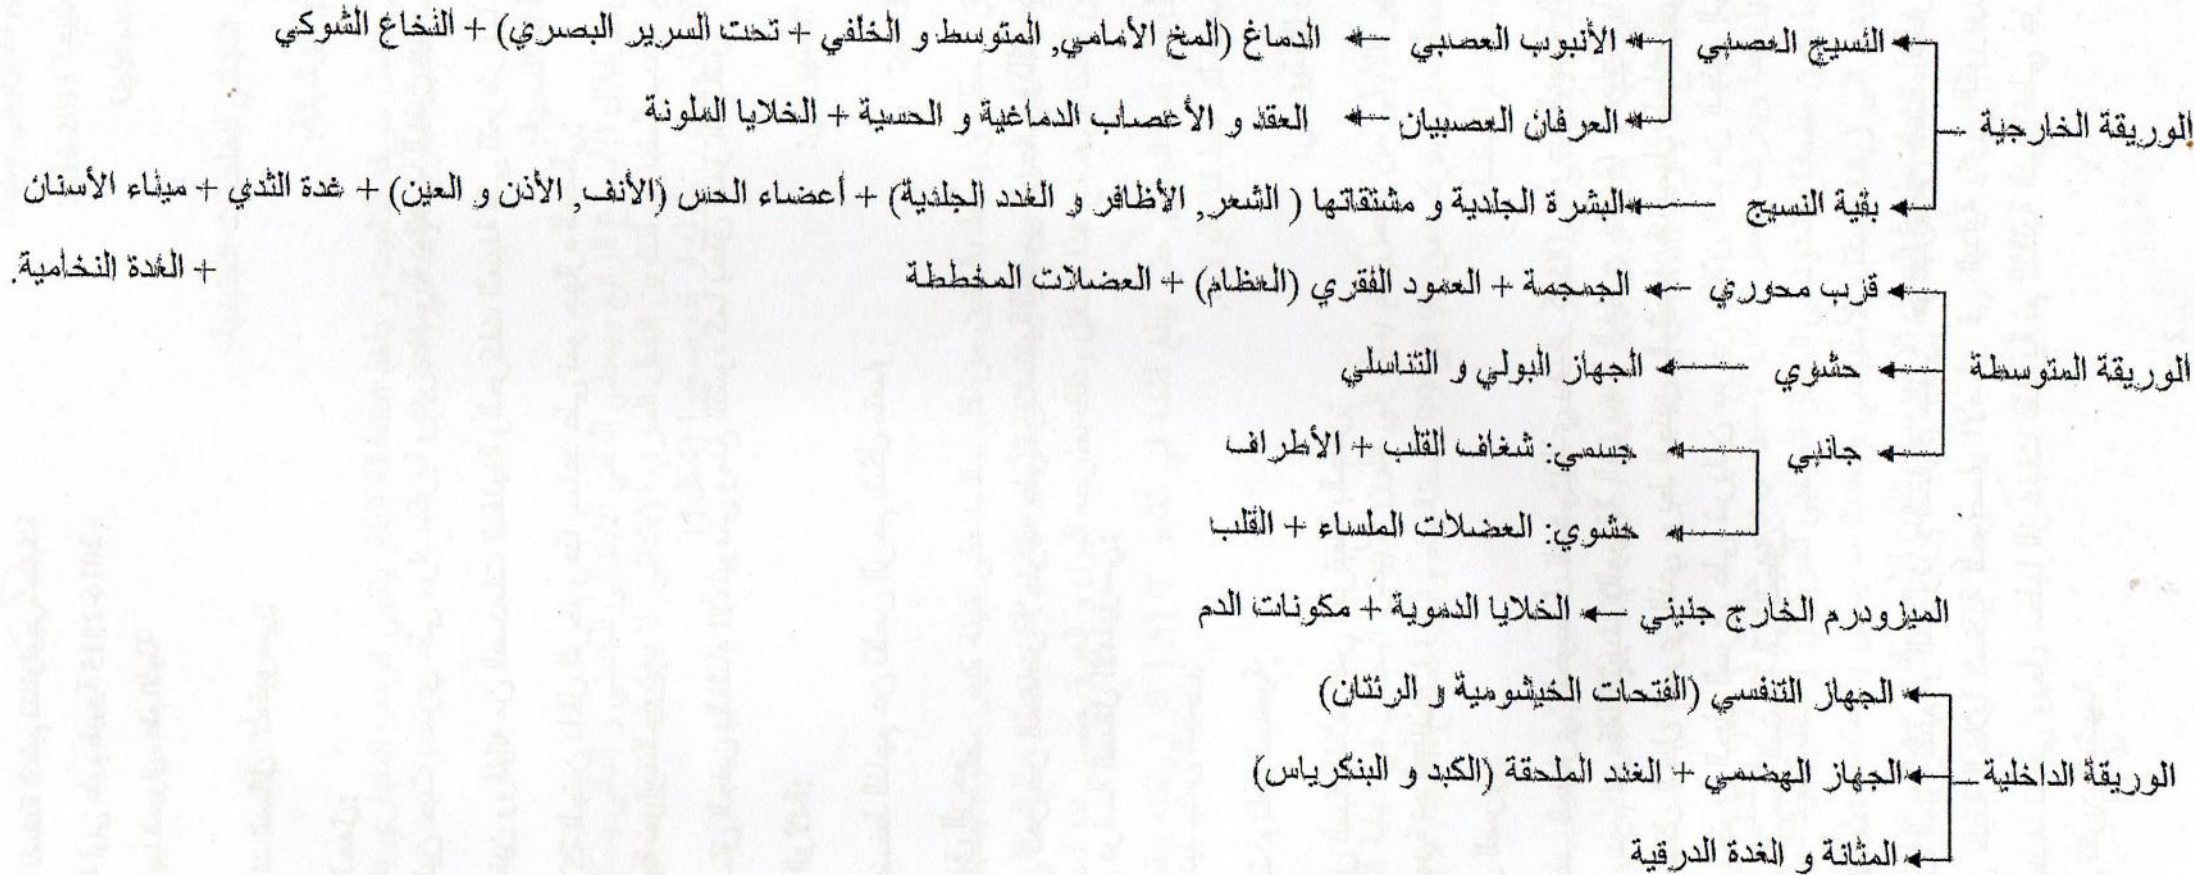 النسيج العصبي ← الأنبوب العصبي ← الدماغ (المخ الأمامي, المتوسط و الخلفي + تحت السرير البصري) + النخاع الشوكي
العرفان العصبيان ← العقد و الأعصاب الدماغية و الحسية + الخلايا الملونة
الوريقة الخارجية
بقية النسيج ← البشرة الجلدية و مشتقاتها ( الشعر, الأظافر و الغدد الجلدية) + أعضاء الحس (الأنف, الأذن و العين) + غدة الثدي + ميناء الأسنان
+ الغدة النخامية.
قرب محوري ← الجمجمة + العمود الفقري (العظام) + العضلات المخططة
الوريقة المتوسطة
حشوي ← الجهاز البولي و التناسلي
جانبي ← جسمي: شغاف القلب + الأطراف
حشوي: العضلات الملساء + القلب
الميزودرم الخارج جنيني ← الخلايا الدموية + مكونات الدم
الجهاز التنفسي (الفتحات الخيشومية و الرئتان)
الوريقة الداخلية
الجهاز الهضمي + الغدد الملحقة (الكبد و البنكرياس)
المثانة و الغدة الدرقية